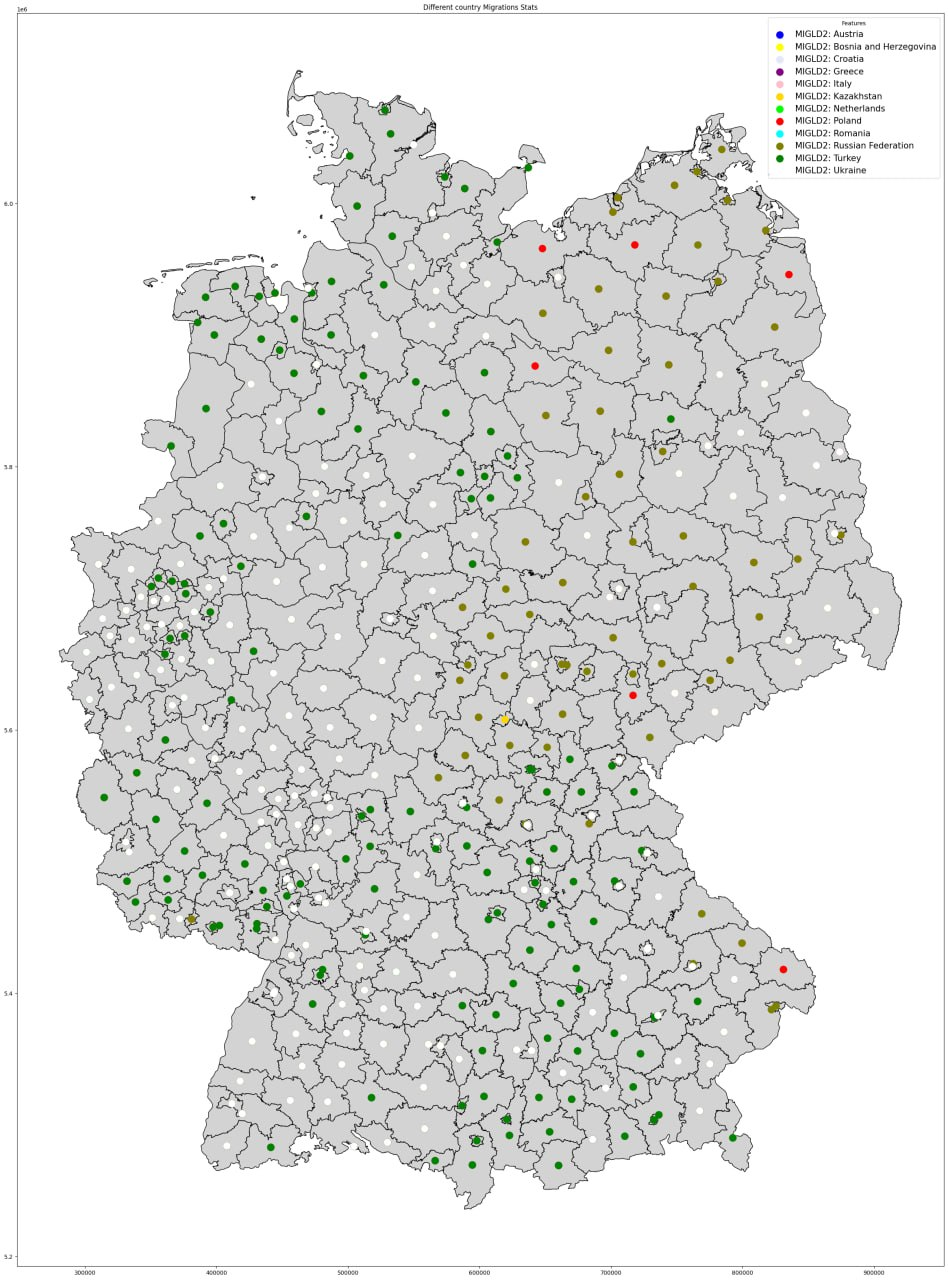 Different country Migrations Stats
1e6
Features
MIGLD2: Austria
MIGLD2: Bosnia and Herzegovina
MIGLD2: Croatia
MIGLD2: Greece
MIGLD2: Italy
MIGLD2: Kazakhstan
MIGLD2: Netherlands
MIGLD2: Poland
MIGLD2: Romania
MIGLD2: Russian Federation
MIGLD2: Turkey
MIGLD2: Ukraine
6.0
5.8
5.6
5.4
5.2
300000 400000 500000 600000 700000 800000 900000